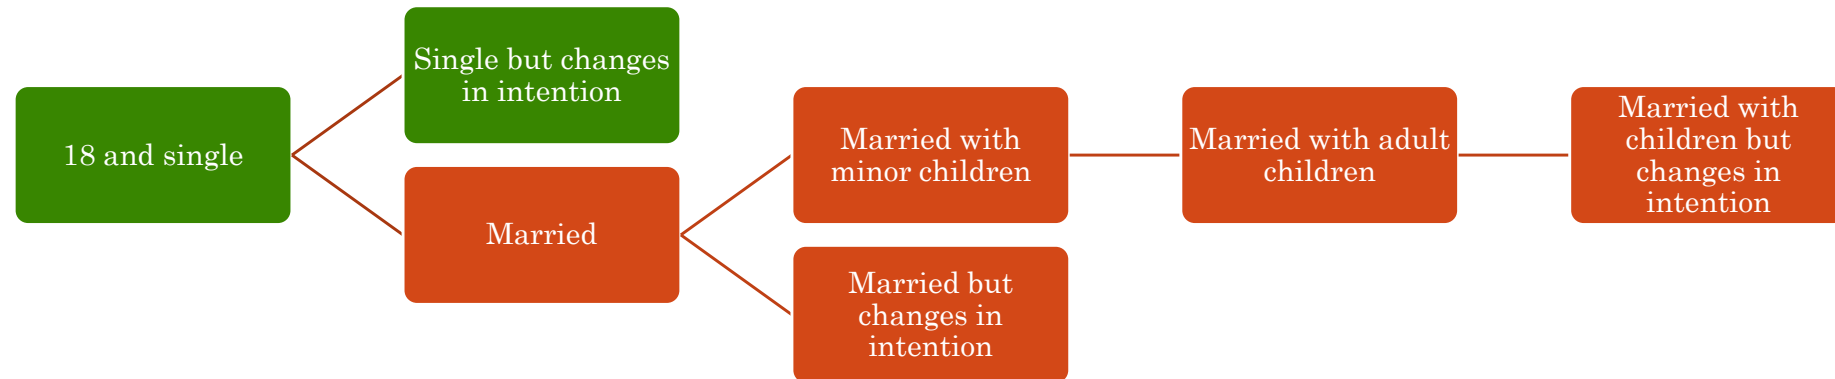 18 and single
Single but changes
in intention
Married
Married with
minor children
Married but
changes in
intention
Married with adult
children
Married with
children but
changes in
intention